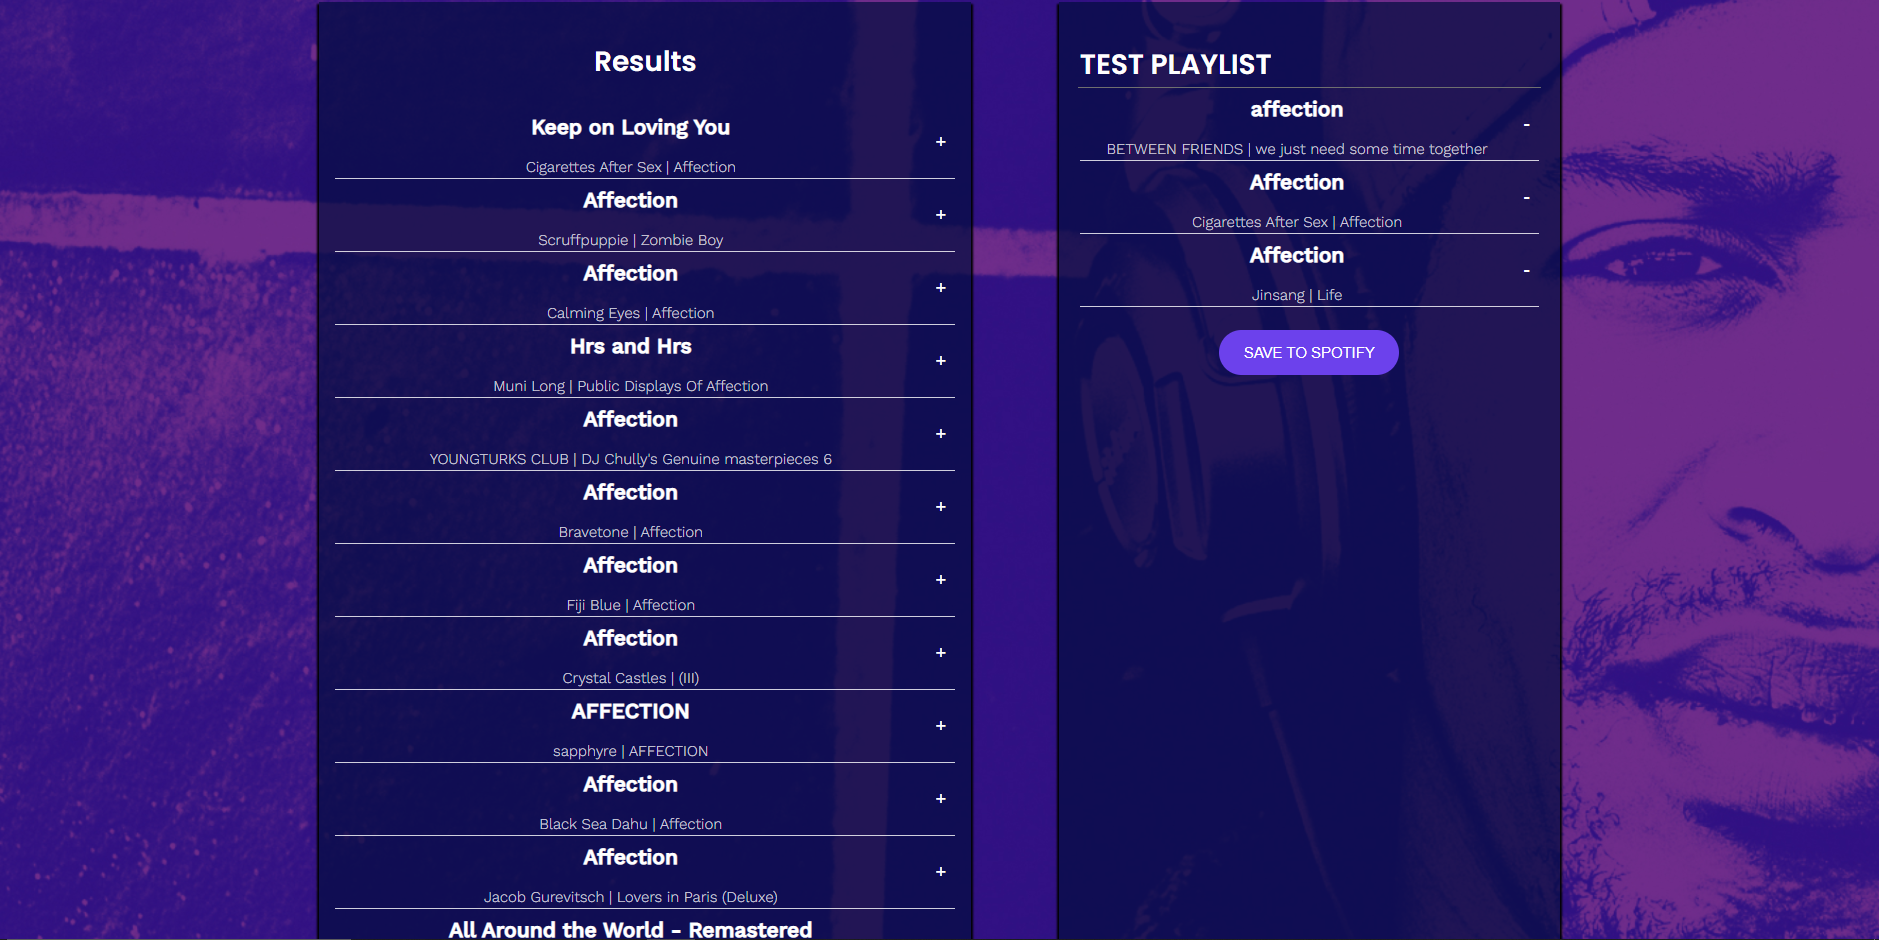 Results
Keep on Loving You
+
Cigarettes After Sex | Affection
Affection
+
Scruffpuppie | Zombie Boy
Affection
+
Calming Eyes | Affection
Hrs and Hrs
+
Muni Long | Public Displays Of Affection
Affection
+
YOUNGTURKS CLUB | DJ Chully's Genuine masterpieces 6
Affection
+
Bravetone | Affection
Affection
+
Fiji Blue | Affection
Affection
+
Crystal Castles | (III)
AFFECTION
+
sapphyre | AFFECTION
Affection
+
Black Sea Dahu | Affection
Affection
+
Jacob Gurevitsch | Lovers in Paris (Deluxe)
All Around the World - Remastered
TEST PLAYLIST
affection
-
BETWEEN FRIENDS | we just need some time together
Affection
-
Cigarettes After Sex | Affection
Affection
-
Jinsang | Life
SAVE TO SPOTIFY